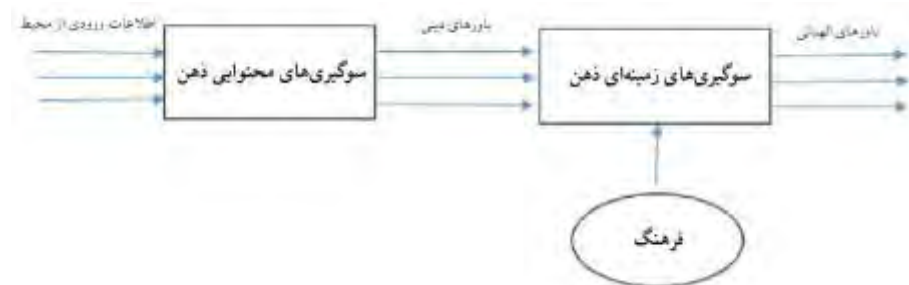 اطلاعات ورودی از محیط
سوگیری‌های محتوایی ذهن
باورهای دینی
سوگیری‌های زمینه‌ای ذهن
باورهای الهیاتی
فرهنگ